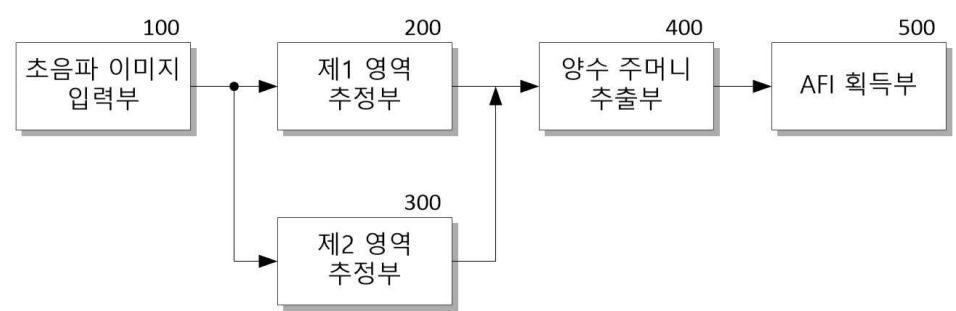 100
초음파 이미지
입력부
200
제1 영역
추정부
400
양수 주머니
추출부
500
AFI 획득부
300
제2 영역
추정부